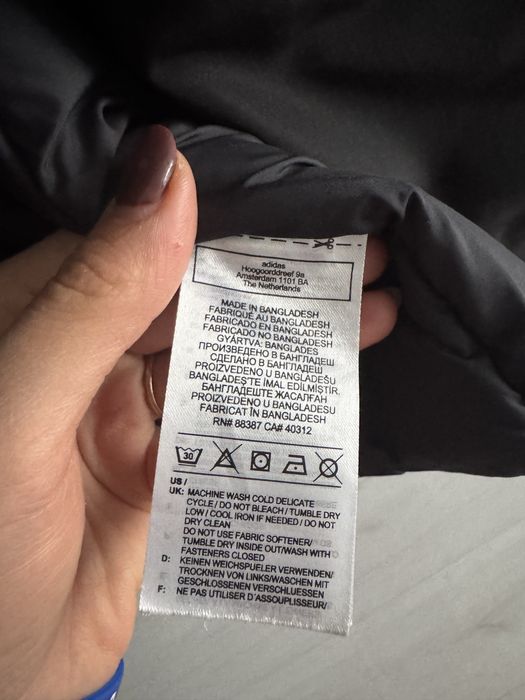 adidas
Hoogoorddreef 9a
Amsterdam 1101 BA
The Netherlands
MADE IN BANGLADESH
FABRIQUÉ AU BANGLADESH
FABRICADO EN BANGLADESH
FABRICADO NO BANGLADESH
GYÁRTVA: BANGLADES
ПРОИЗВЕДЕНО В БАНГЛАДЕШ
СДЕЛАНО В БАНГЛАДЕШ
PROIZVEDENO U BANGLADEŠU
BANGLADEŞ'TE İMAL EDİLMİŞTİR.
БАНГЛАДЕШТЕ ЖАСАЛҒАН
PROIZVEDENO U BANGLADEŠU
FABRICAT ÎN BANGLADESH
RN# 88387 CA# 40312
30
US /
UK: MACHINE WASH COLD DELICATE
CYCLE / DO NOT BLEACH / TUMBLE DRY
LOW / COOL IRON IF NEEDED / DO NOT
DRY CLEAN
DO NOT USE FABRIC SOFTENER/
TUMBLE DRY INSIDE OUT/WASH WITH
FASTENERS CLOSED
D: KEINEN WEICHSPUELER VERWENDEN/
TROCKNEN VON LINKS/WASCHEN MIT
GESCHLOSSENEN VERSCHLUESSEN
F: NE PAS UTILISER D'ASSOUPLISEUR/